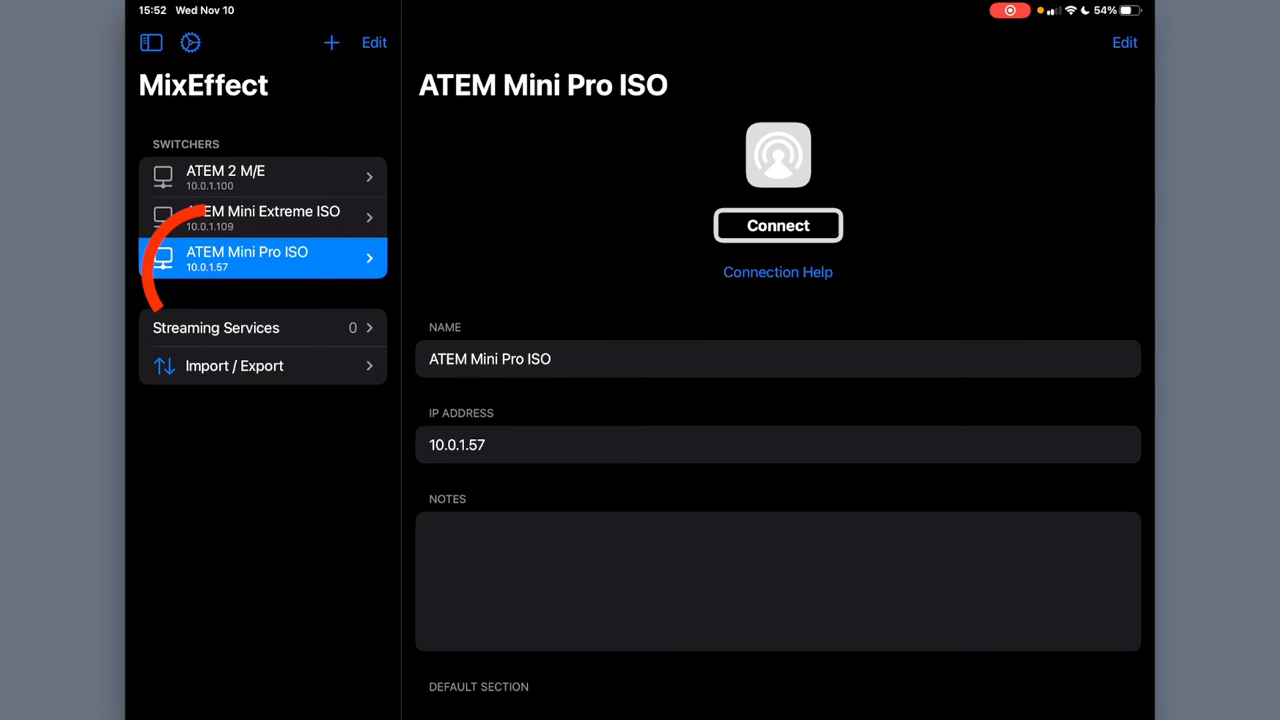 15:52 Wed Nov 10
54%
Edit
Edit
MixEffect
ATEM Mini Pro ISO
SWITCHERS
ATEM 2 M/E
10.0.1.100
ATEM Mini Extreme ISO
10.0.1.109
ATEM Mini Pro ISO
10.0.1.57
Streaming Services 0
Import / Export
Connect
Connection Help
NAME
ATEM Mini Pro ISO
IP ADDRESS
10.0.1.57
NOTES
DEFAULT SECTION